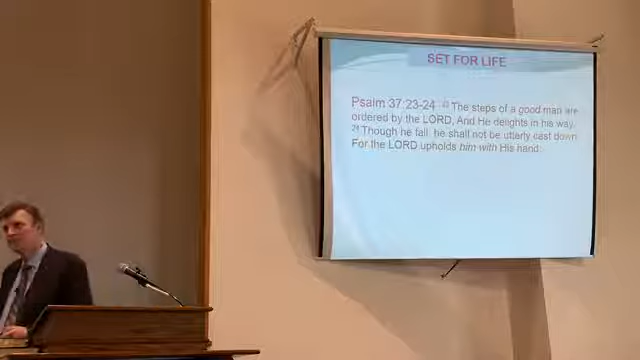 SET FOR LIFE
Psalm 37:23-24 23 The steps of a good man are
ordered by the LORD, And He delights in his way.
24 Though he fall, he shall not be utterly cast down
For the LORD upholds him with His hand.